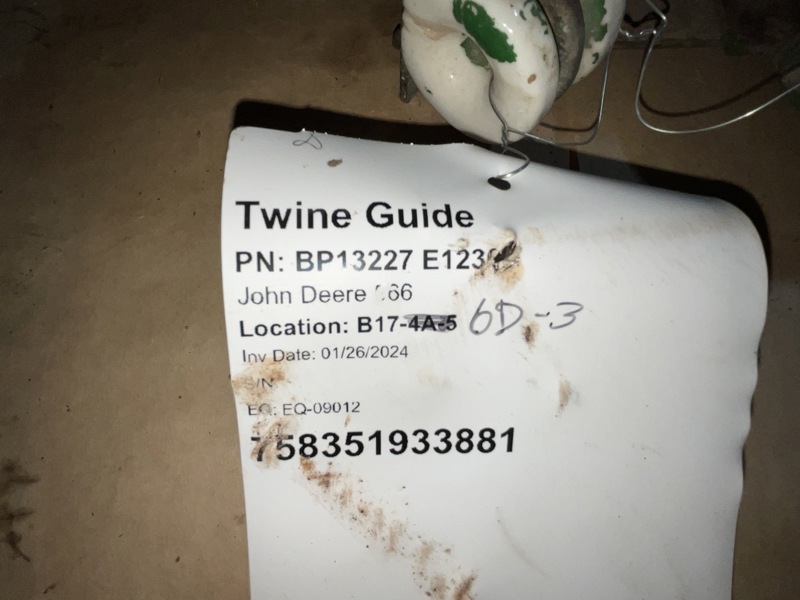 Twine Guide
PN: BP13227
John Deere
Location: B17-4A-5 6D-3
Inv Date: 01/26/2024
S/N
EQ: EQ-09012
758351933881